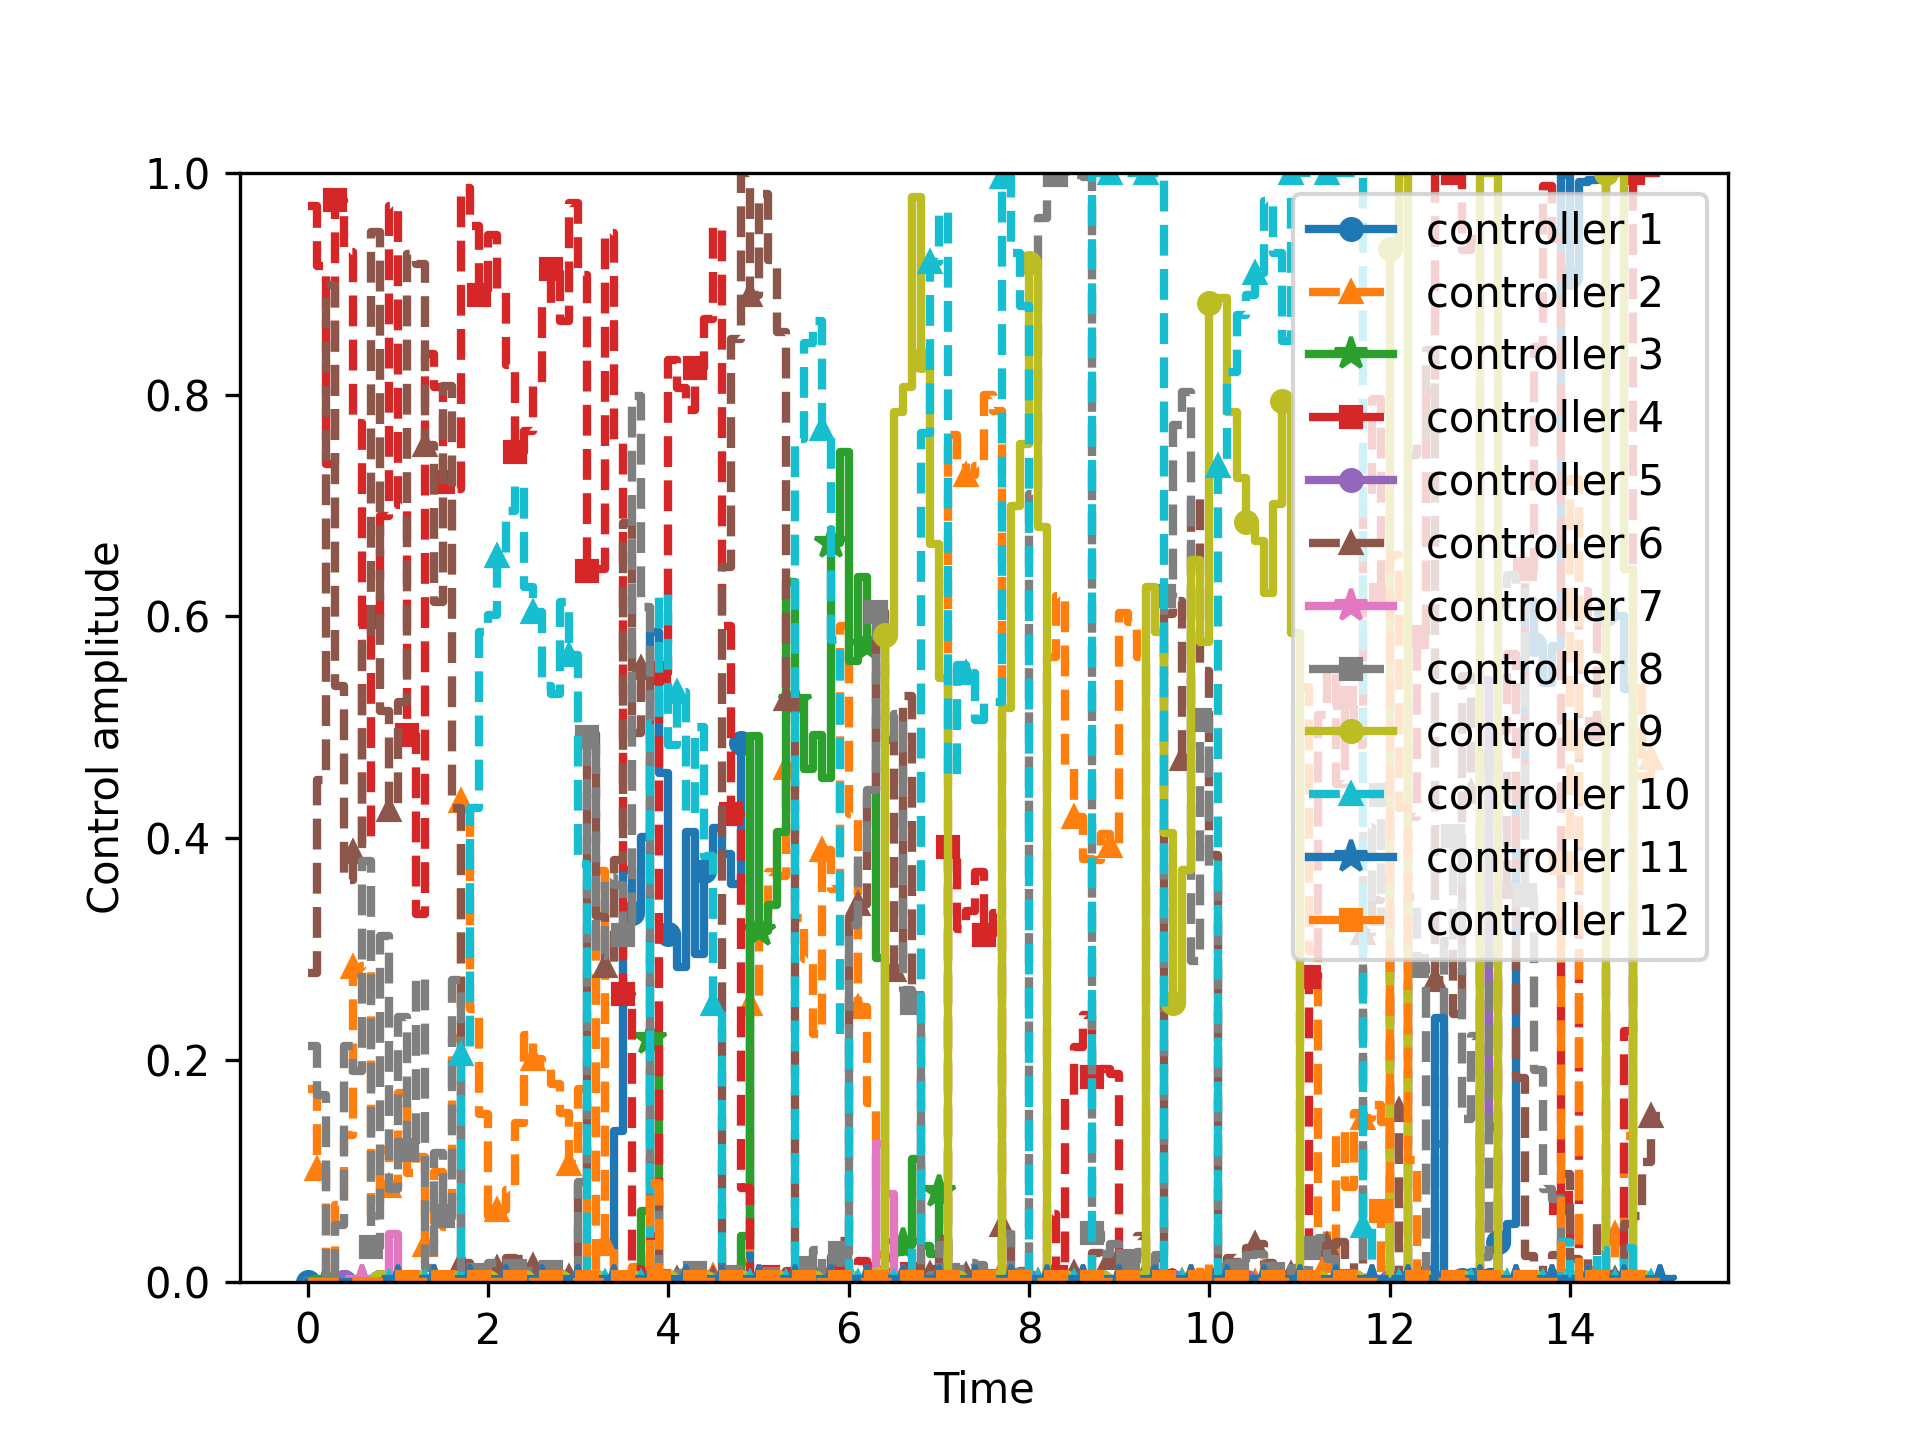 1.0
0.8
0.6
0.4
0.2
0.0
Control amplitude
0 2 4 6 8 10 12 14
Time
controller 1
controller 2
controller 3
controller 4
controller 5
controller 6
controller 7
controller 8
controller 9
controller 10
controller 11
controller 12